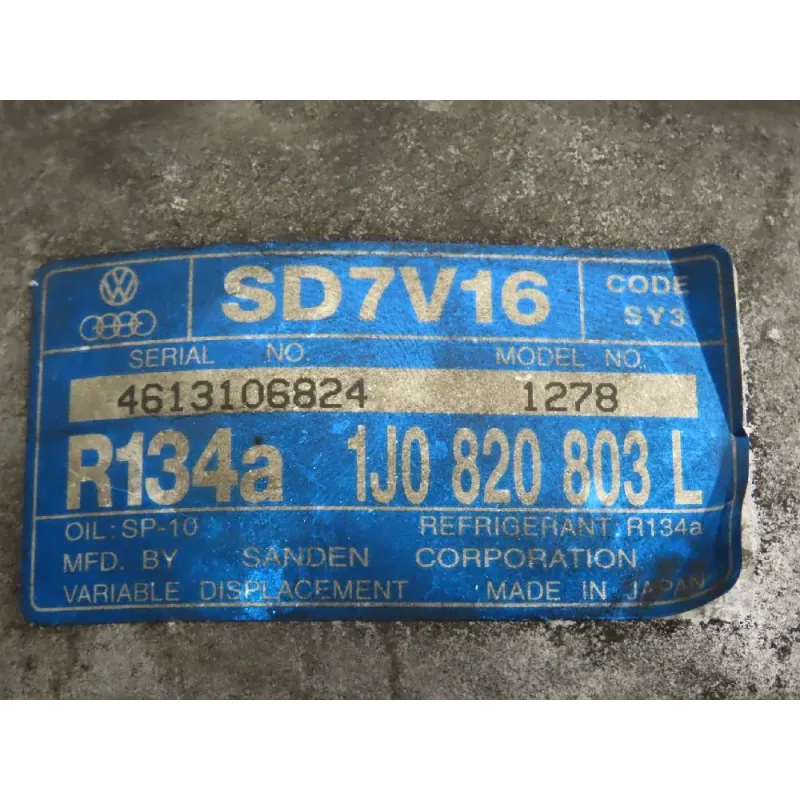 SD7V16
CODE
SY3
SERIAL NO. MODEL NO.
4613106824 1278
R134a 1J0 820 803 L
OIL: SP-10 REFRIGERANT: R134a
MFD. BY SANDEN CORPORATION
VARIABLE DISPLACEMENT MADE IN JAPAN